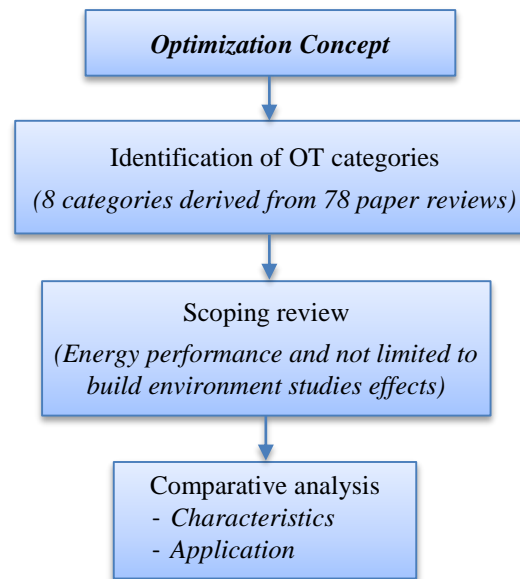 Optimization Concept
Identification of OT categories
(8 categories derived from 78 paper reviews)
Scoping review
(Energy performance and not limited to
build environment studies effects)
Comparative analysis
- Characteristics
- Application